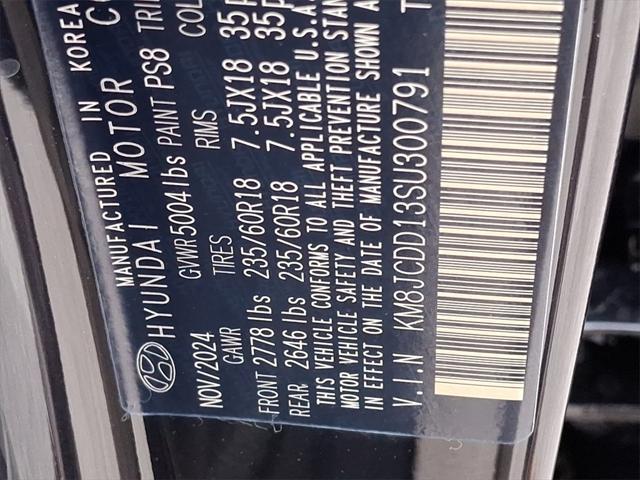 MANUFACTURED IN KOREA
HYUNDAI MOTOR
NOV/2024 GVWR 5004 lbs PAINT PS8
GAWR TIRES RIMS
FRONT 2778 lbs 235/60R18 7.5JX18 35
REAR 2646 lbs 235/60R18 7.5JX18 35
THIS VEHICLE CONFORMS TO ALL APPLICABLE U.S.A.
MOTOR VEHICLE SAFETY AND THEFT PREVENTION
IN EFFECT ON THE DATE OF MANUFACTURE SHOWN
V.I.N KM8JCDD13SU300791